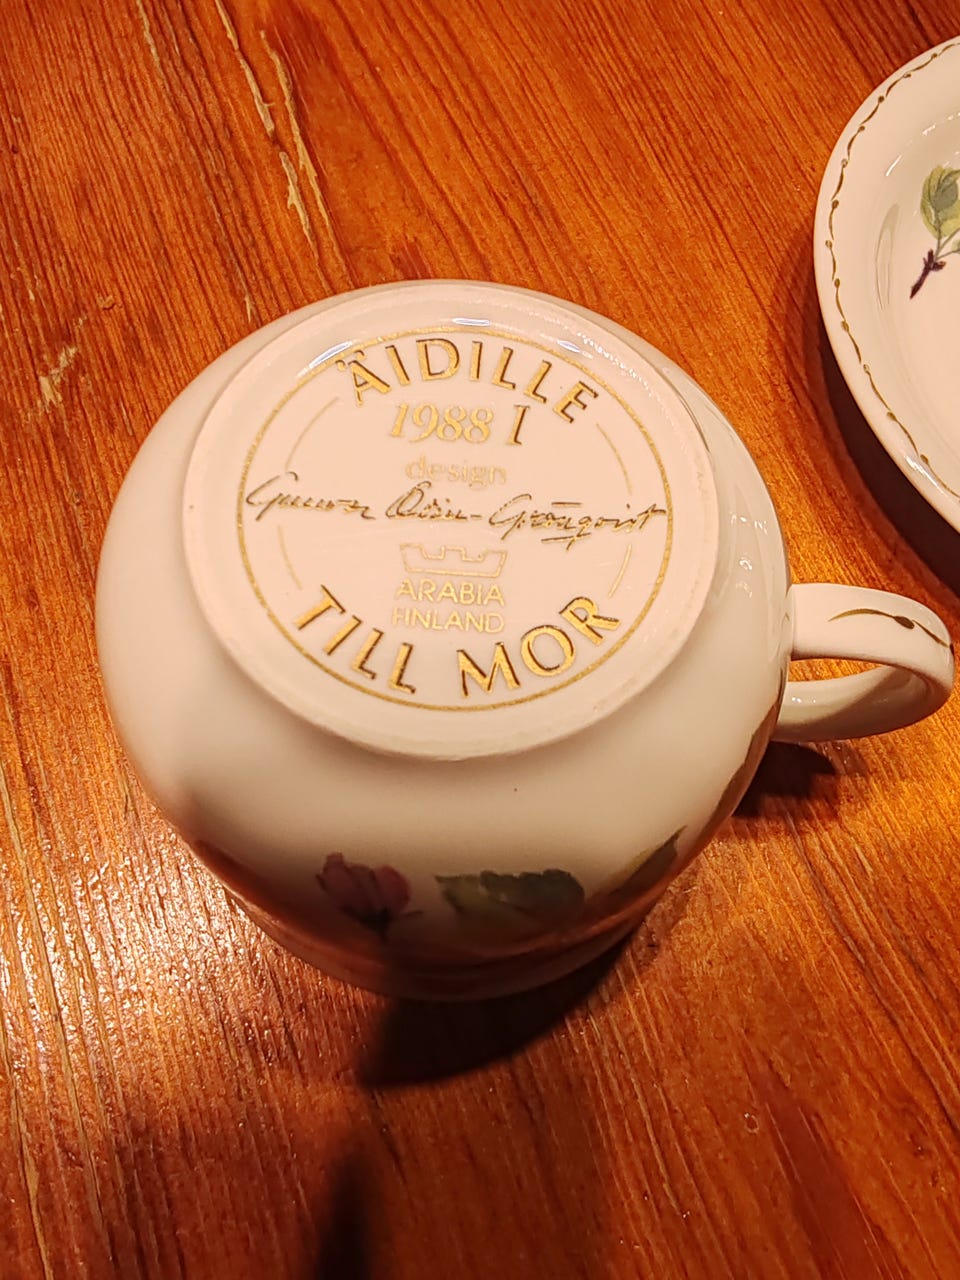 ÄIDILLE
1988 I
design
Gunvor Olin-Grönqvist
ARABIA
FINLAND
TILL MOR